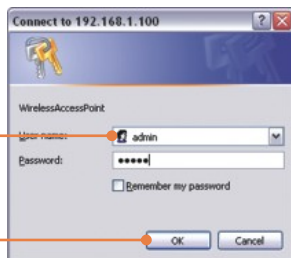 Connect to 192.168.1.100
WirelessAccessPoint
User name: admin
Password: •••••
Remember my password
OK Cancel